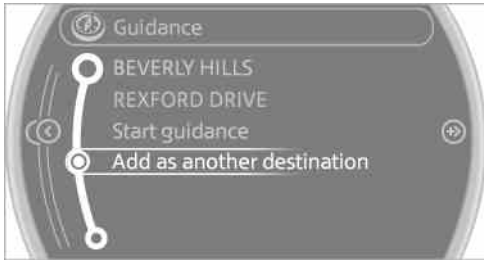 Guidance
BEVERLY HILLS
REXFORD DRIVE
Start guidance
Add as another destination